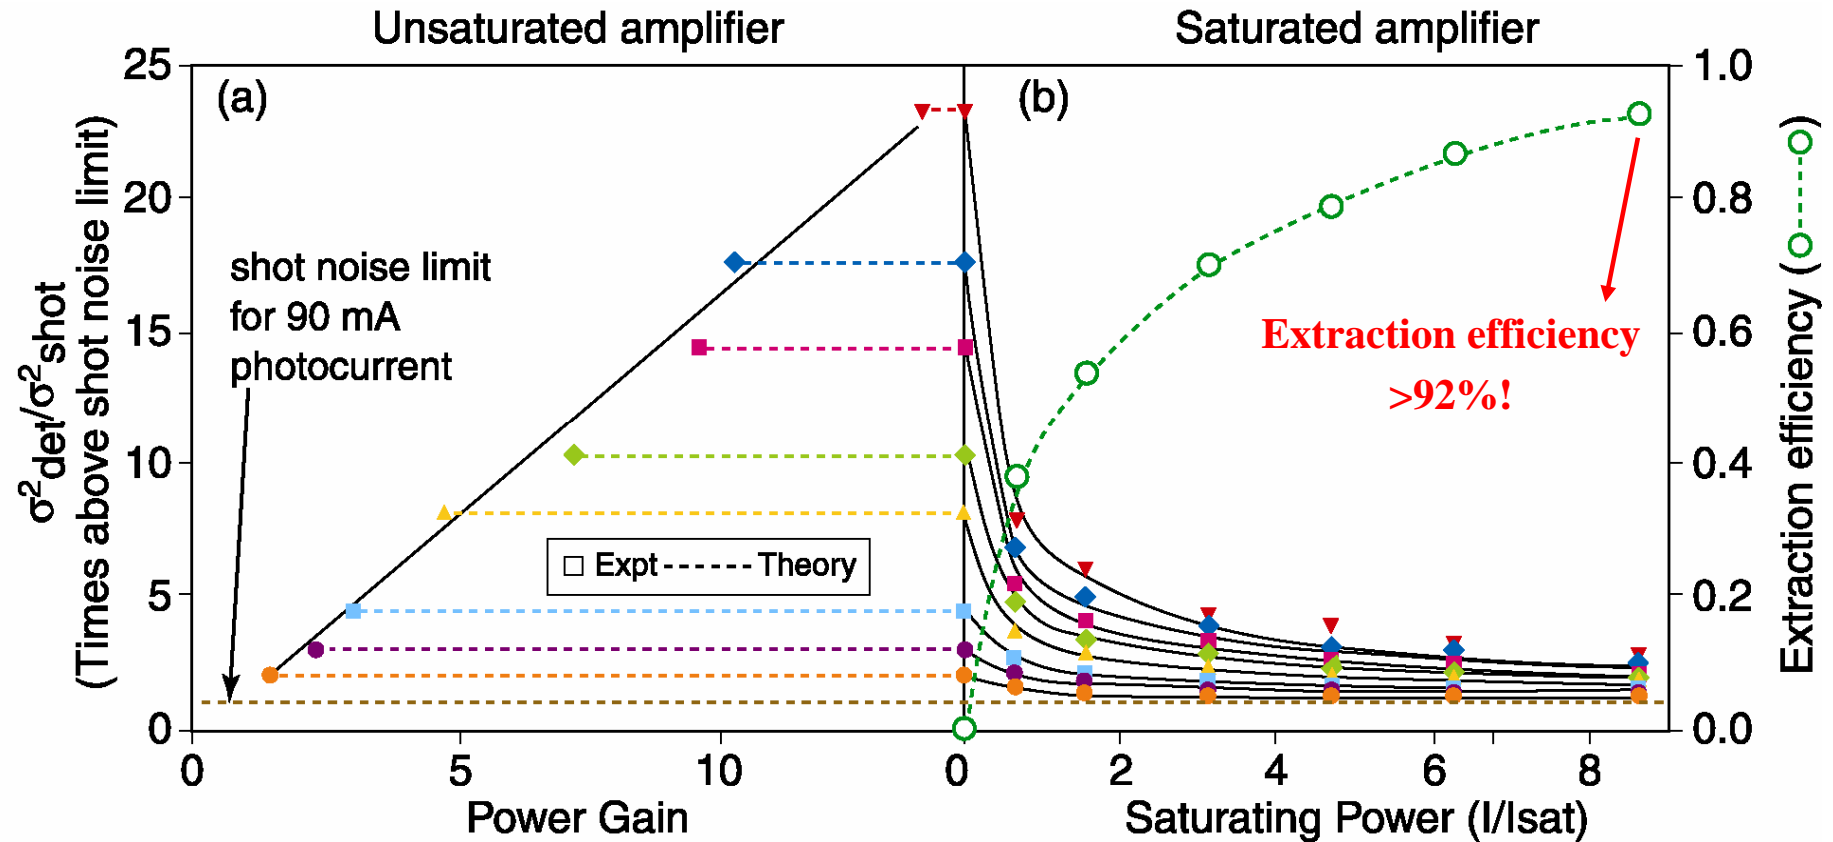 Unsaturated amplifier
Saturated amplifier
(a)
(b)
25
20
15
10
5
0
σ²det/σ²shot
(Times above shot noise limit)
shot noise limit
for 90 mA
photocurrent
Expt Theory
Extraction efficiency
>92%!
1.0
0.8
0.6
0.4
0.2
0.0
Extraction efficiency ( )
0 5 10
0 2 4 6 8
Power Gain
Saturating Power (I/Isat)